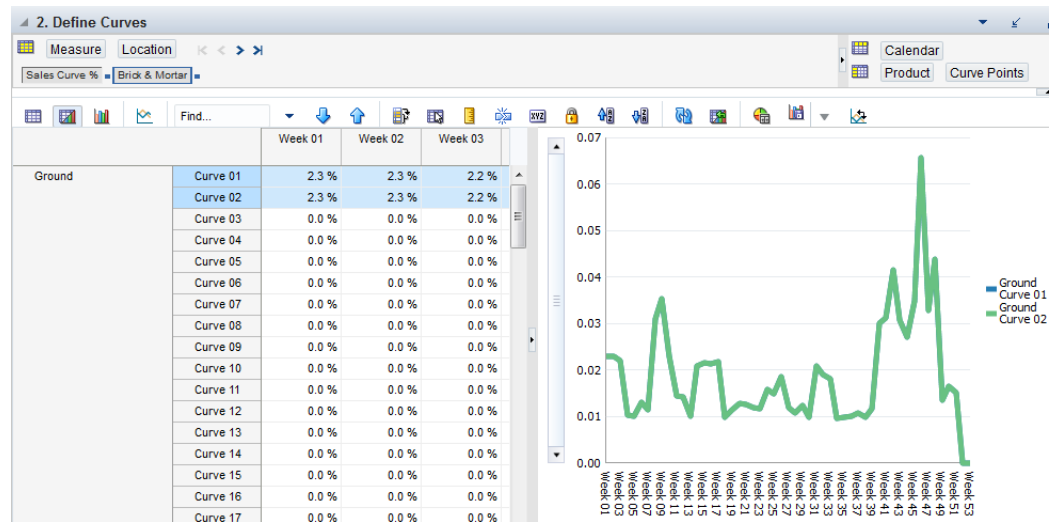 2. Define Curves
Measure Location
Calendar
Sales Curve % Brick & Mortar
Product Curve Points
Find...
XYZ
Week 01 Week 02 Week 03
Ground Curve 01 2.3 % 2.3 % 2.2 %
Curve 02 2.3 % 2.3 % 2.2 %
Curve 03 0.0 % 0.0 % 0.0 %
Curve 04 0.0 % 0.0 % 0.0 %
Curve 05 0.0 % 0.0 % 0.0 %
Curve 06 0.0 % 0.0 % 0.0 %
Curve 07 0.0 % 0.0 % 0.0 %
Curve 08 0.0 % 0.0 % 0.0 %
Curve 09 0.0 % 0.0 % 0.0 %
Curve 10 0.0 % 0.0 % 0.0 %
Curve 11 0.0 % 0.0 % 0.0 %
Curve 12 0.0 % 0.0 % 0.0 %
Curve 13 0.0 % 0.0 % 0.0 %
Curve 14 0.0 % 0.0 % 0.0 %
Curve 15 0.0 % 0.0 % 0.0 %
Curve 16 0.0 % 0.0 % 0.0 %
Curve 17 0.0 % 0.0 % 0.0 %
0.07
0.06
0.05
0.04
0.03
0.02
0.01
0.00
Week 01
Week 03
Week 05
Week 07
Week 09
Week 11
Week 13
Week 15
Week 17
Week 19
Week 21
Week 23
Week 25
Week 27
Week 29
Week 31
Week 33
Week 35
Week 37
Week 39
Week 41
Week 43
Week 45
Week 47
Week 49
Week 51
Week 53
Ground
Curve 01
Ground
Curve 02